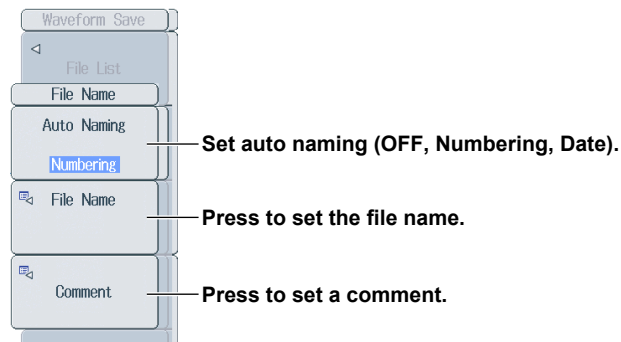 Waveform Save
File List
File Name
Auto Naming
Numbering
Set auto naming (OFF, Numbering, Date).
File Name
Press to set the file name.
Comment
Press to set a comment.